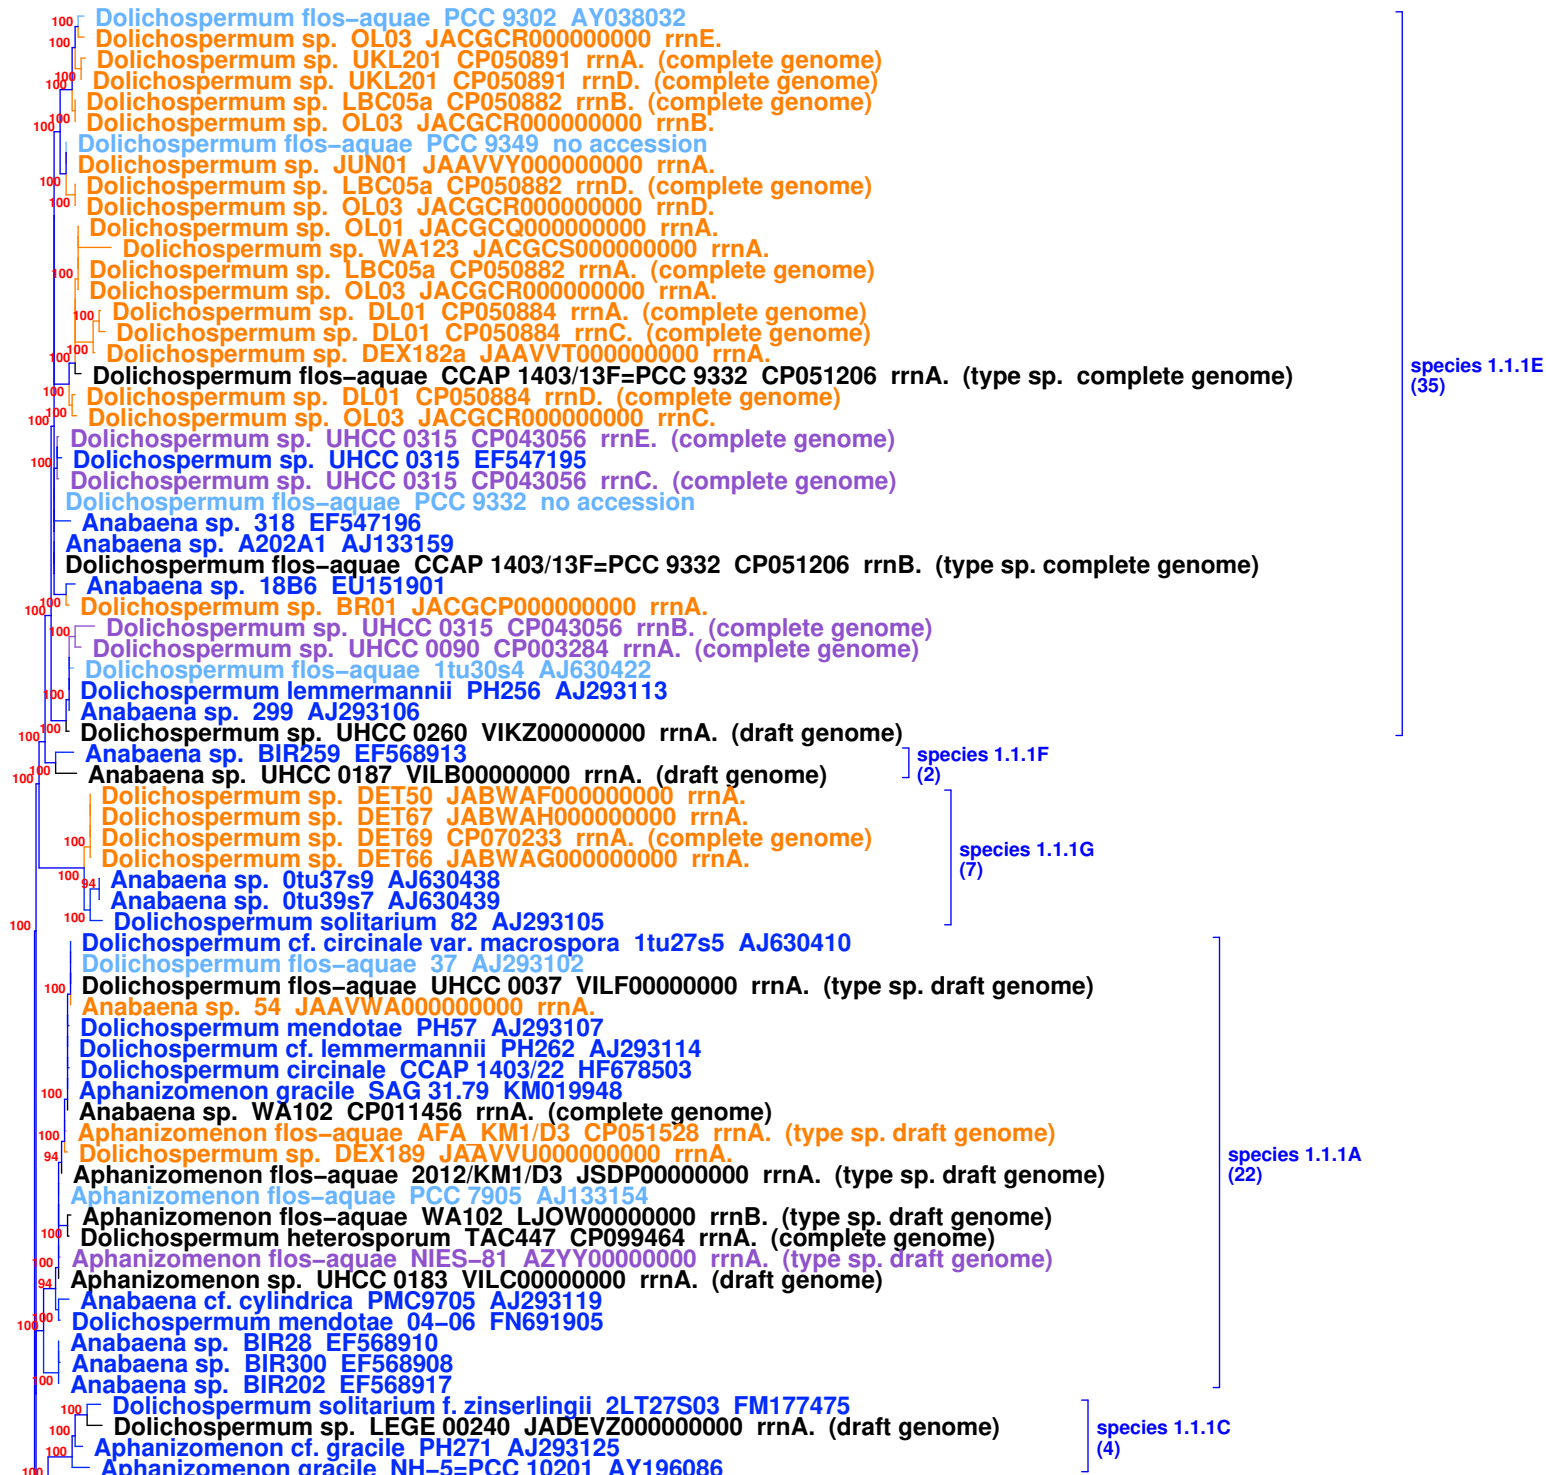 Dolichospermum flos−aquae PCC 9302 AY038032
Dolichospermum sp. OL03 JACGCR000000000 rrnE.
Dolichospermum sp. UKL201 CP050891 rrnA. (complete genome)
Dolichospermum sp. UKL201 CP050891 rrnD. (complete genome)
Dolichospermum sp. LBC05a CP050882 rrnB. (complete genome)
Dolichospermum sp. OL03 JACGCR000000000 rrnB.
Dolichospermum flos−aquae PCC 9349 no accession
Dolichospermum sp. JUN01 JAAVVY000000000 rrnA.
Dolichospermum sp. LBC05a CP050882 rrnD. (complete genome)
Dolichospermum sp. OL03 JACGCR000000000 rrnD.
Dolichospermum sp. OL01 JACGCQ000000000 rrnA.
Dolichospermum sp. WA123 JACGCS000000000 rrnA.
Dolichospermum sp. LBC05a CP050882 rrnA. (complete genome)
Dolichospermum sp. OL03 JACGCR000000000 rrnA.
Dolichospermum sp. DL01 CP050884 rrnA. (complete genome)
Dolichospermum sp. DL01 CP050884 rrnC. (complete genome)
Dolichospermum sp. DEX182a JAAVVT000000000 rrnA.
Dolichospermum flos−aquae CCAP 1403/13F=PCC 9332 CP051206 rrnA. (type sp. complete genome)
species 1.1.1E
(35)
Dolichospermum sp. DL01 CP050884 rrnD. (complete genome)
Dolichospermum sp. OL03 JACGCR000000000 rrnC.
Dolichospermum sp. UHCC 0315 CP043056 rrnE. (complete genome)
Dolichospermum sp. UHCC 0315 EF547195
Dolichospermum sp. UHCC 0315 CP043056 rrnC. (complete genome)
Dolichospermum flos−aquae PCC 9332 no accession
Anabaena sp. 318 EF547196
Anabaena sp. A202A1 AJ133159
Dolichospermum flos−aquae CCAP 1403/13F=PCC 9332 CP051206 rrnB. (type sp. complete genome)
Anabaena sp. 18B6 EU151901
Dolichospermum sp. BR01 JACGCP000000000 rrnA.
Dolichospermum sp. UHCC 0315 CP043056 rrnB. (complete genome)
Dolichospermum sp. UHCC 0090 CP003284 rrnA. (complete genome)
Dolichospermum flos−aquae 1tu30s4 AJ630422
Dolichospermum lemmermannii PH256 AJ293113
Anabaena sp. 299 AJ293106
Dolichospermum sp. UHCC 0260 VIKZ00000000 rrnA. (draft genome)
Anabaena sp. BIR259 EF568913
Anabaena sp. UHCC 0187 VILB00000000 rrnA. (draft genome)
species 1.1.1F
(2)
Dolichospermum sp. DET50 JABWAF000000000 rrnA.
Dolichospermum sp. DET67 JABWAH000000000 rrnA.
Dolichospermum sp. DET69 CP070233 rrnA. (complete genome)
Dolichospermum sp. DET66 JABWAG000000000 rrnA.
species 1.1.1G
(7)
Anabaena sp. 0tu37s9 AJ630438
Anabaena sp. 0tu39s7 AJ630439
Dolichospermum solitarium 82 AJ293105
Dolichospermum cf. circinale var. macrospora 1tu27s5 AJ630410
Dolichospermum flos−aquae 37 AJ293102
Dolichospermum flos−aquae UHCC 0037 VILF00000000 rrnA. (type sp. draft genome)
Anabaena sp. 54 JAAVWA000000000 rrnA.
Dolichospermum mendotae PH57 AJ293107
Dolichospermum cf. lemmermannii PH262 AJ293114
Dolichospermum circinale CCAP 1403/22 HF678503
Aphanizomenon gracile SAG 31.79 KM019948
Anabaena sp. WA102 CP011456 rrnA. (complete genome)
Aphanizomenon flos−aquae AFA_KM1/D3 CP051528 rrnA. (type sp. draft genome)
Dolichospermum sp. DEX189 JAAVVU000000000 rrnA.
Aphanizomenon flos−aquae 2012/KM1/D3 JSDP00000000 rrnA. (type sp. draft genome)
species 1.1.1A
(22)
Aphanizomenon flos−aquae PCC 7905 AJ133154
Aphanizomenon flos−aquae WA102 LJOW00000000 rrnB. (type sp. draft genome)
Dolichospermum heterosporum TAC447 CP099464 rrnA. (complete genome)
Aphanizomenon flos−aquae NIES−81 AZYY00000000 rrnA. (type sp. draft genome)
Aphanizomenon sp. UHCC 0183 VILC00000000 rrnA. (draft genome)
Anabaena cf. cylindrica PMC9705 AJ293119
Dolichospermum mendotae 04−06 FN691905
Anabaena sp. BIR28 EF568910
Anabaena sp. BIR300 EF568908
Anabaena sp. BIR202 EF568917
Dolichospermum solitarium f. zinserlingii 2LT27S03 FM177475
Dolichospermum sp. LEGE 00240 JADEVZ000000000 rrnA. (draft genome)
species 1.1.1C
(4)
Aphanizomenon cf. gracile PH271 AJ293125
Aphanizomenon gracile NH−5=PCC 10201 AY196086